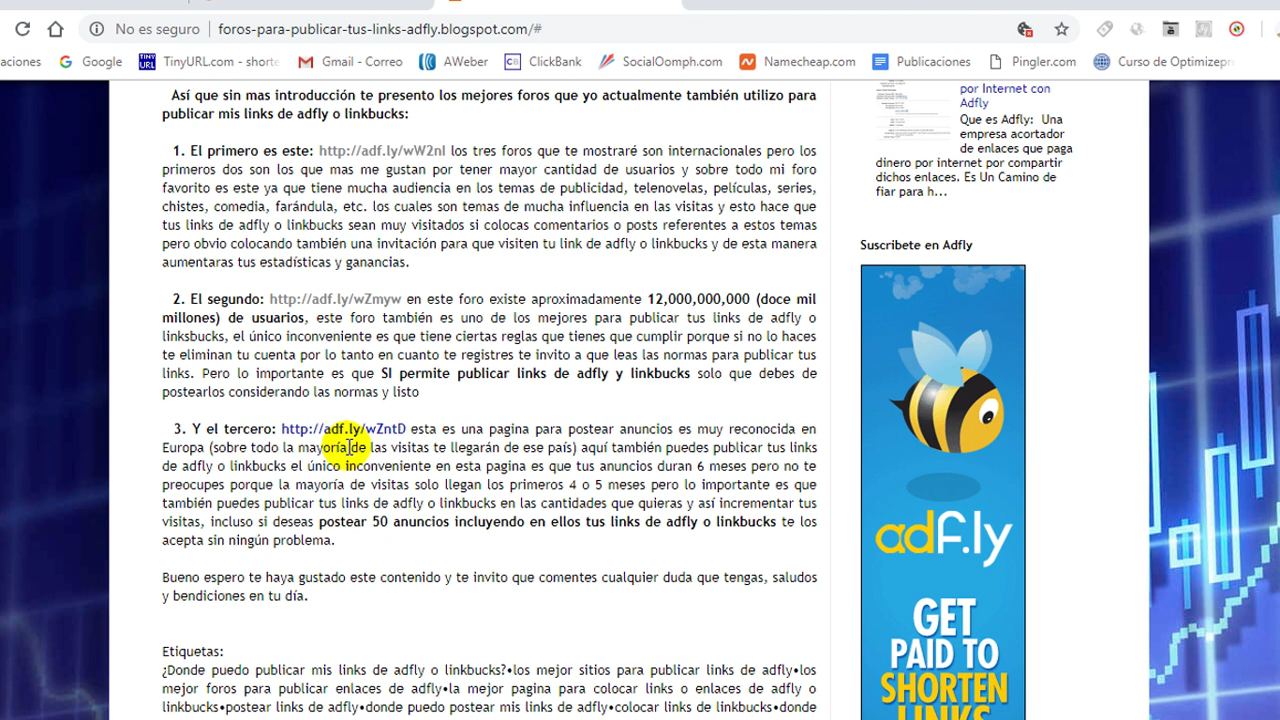 No es seguro
foros-para-publicar-tus-links-adfly.blogspot.com/#
aciones
Google
TINY
URL
TinyURL.com - shorte
Gmail - Correo
AWeber
CB
ClickBank
SocialOomph.com
Namecheap.com
Publicaciones
Pingler.com
Curso de Optimizepr
Así que sin mas introducción te presento los mejores foros que yo actualmente también utilizo para
publicar mis links de adfly o linkbucks:
1. El primero es este: http://adf.ly/wW2nI los tres foros que te mostraré son internacionales pero los
primeros dos son los que mas me gustan por tener mayor cantidad de usuarios y sobre todo mi foro
favorito es este ya que tiene mucha audiencia en los temas de publicidad, telenovelas, películas, series,
chistes, comedia, farándula, etc. los cuales son temas de mucha influencia en las visitas y esto hace que
tus links de adfly o linkbucks sean muy visitados si colocas comentarios o posts referentes a estos temas
pero obvio colocando también una invitación para que visiten tu link de adfly o linkbucks y de esta manera
aumentaras tus estadísticas y ganancias.
2. El segundo: http://adf.ly/wZmyw en este foro existe aproximadamente 12,000,000,000 (doce mil
millones) de usuarios, este foro también es uno de los mejores para publicar tus links de adfly o
linksbucks, el único inconveniente es que tiene ciertas reglas que tienes que cumplir porque si no lo haces
te eliminan tu cuenta por lo tanto en cuanto te registres te invito a que leas las normas para publicar tus
links. Pero lo importante es que SI permite publicar links de adfly y linkbucks solo que debes de
postearlos considerando las normas y listo
3. Y el tercero: http://adf.ly/wZntD esta es una pagina para postear anuncios es muy reconocida en
Europa (sobre todo la mayoría de las visitas te llegarán de ese país) aquí también puedes publicar tus links
de adfly o linkbucks el único inconveniente en esta pagina es que tus anuncios duran 6 meses pero no te
preocupes porque la mayoría de visitas solo llegan los primeros 4 o 5 meses pero lo importante es que
también puedes publicar tus links de adfly o linkbucks en las cantidades que quieras y así incrementar tus
visitas, incluso si deseas postear 50 anuncios incluyendo en ellos tus links de adfly o linkbucks te los
acepta sin ningún problema.
Bueno espero te haya gustado este contenido y te invito que comentes cualquier duda que tengas, saludos
y bendiciones en tu día.
Etiquetas:
¿Donde puedo publicar mis links de adfly o linkbucks?•los mejor sitios para publicar links de adfly•los
mejor foros para publicar enlaces de adfly•la mejor pagina para colocar links o enlaces de adfly o
linkbucks•postear links de adfly•donde puedo postear mis links de adfly•colocar links de linkbucks•donde
por Internet con
Adfly
Que es Adfly: Una
empresa acortador
de enlaces que paga
dinero por internet por compartir
dichos enlaces. Es Un Camino de
fiar para h...
Suscribete en Adfly
adf.ly
GET
PAID TO
SHORTEN
LINKS